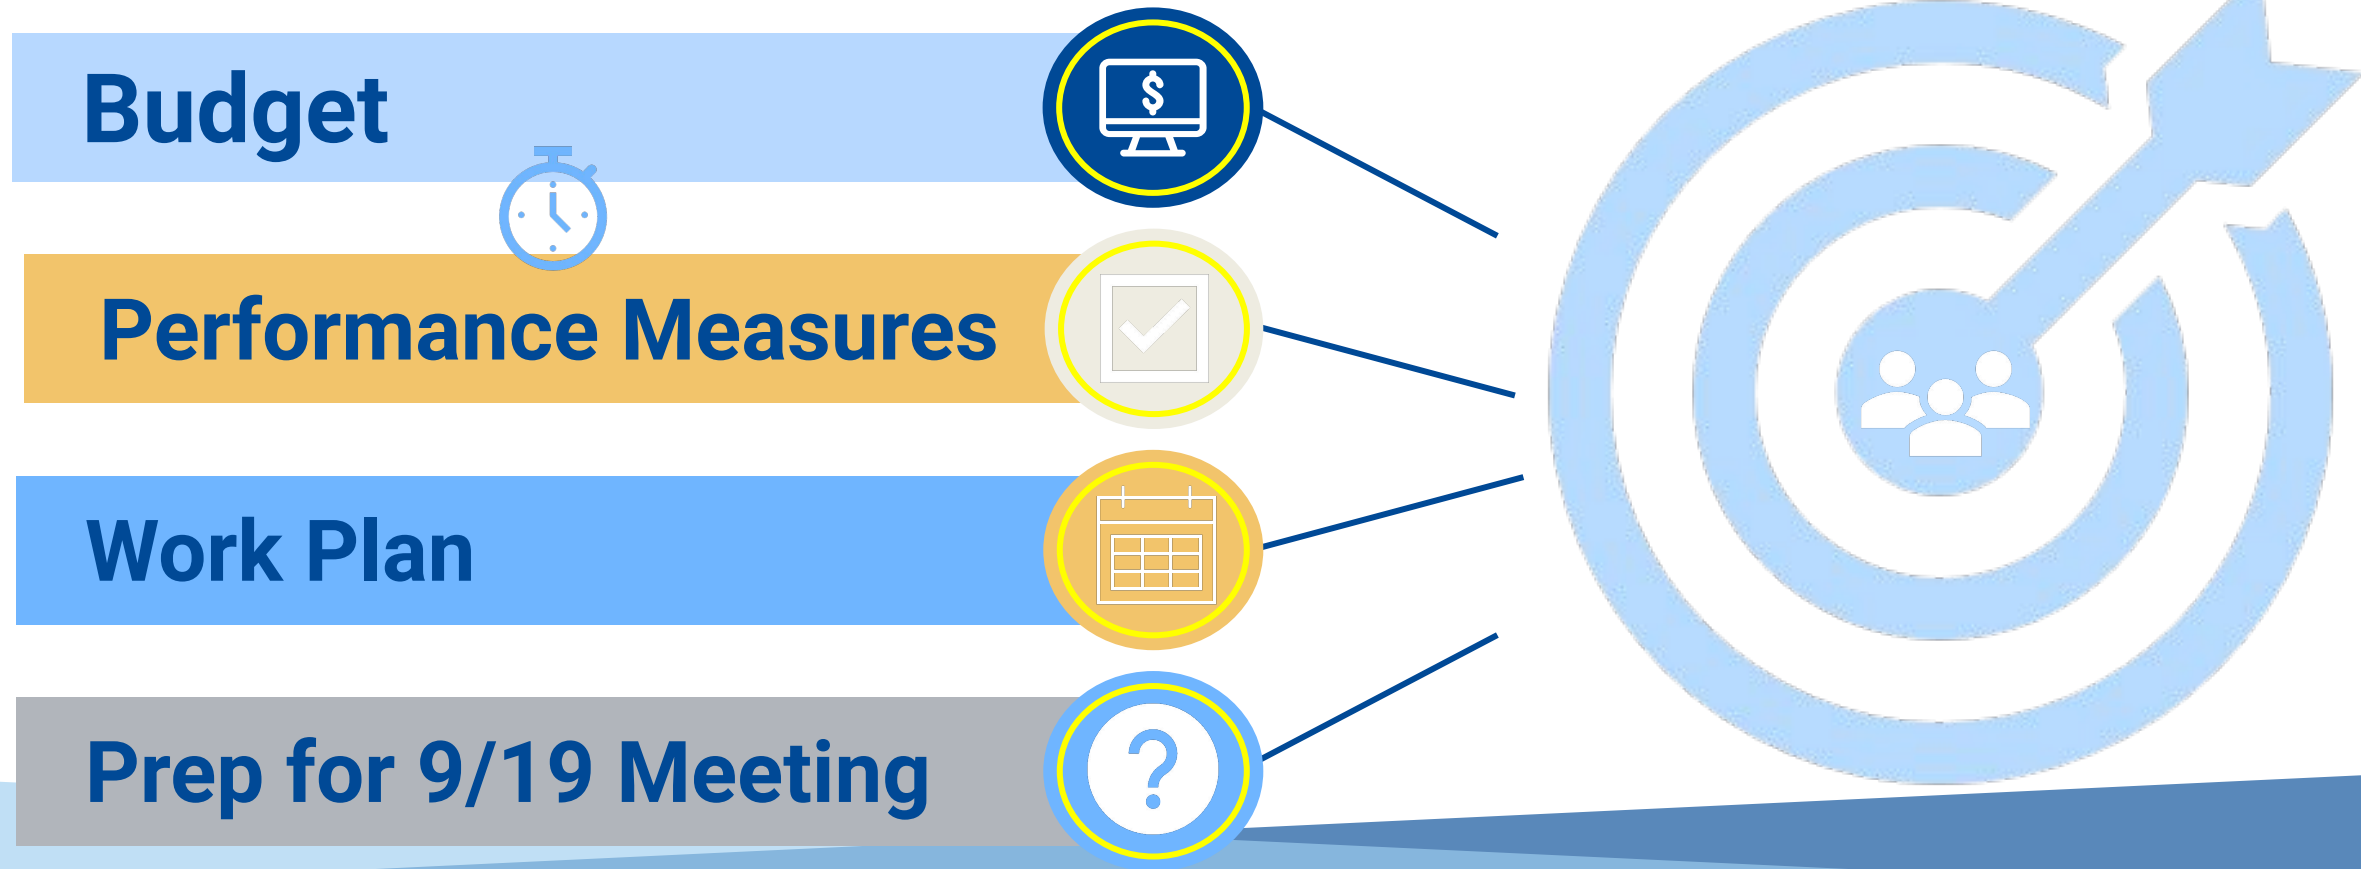 Budget
Performance Measures
Work Plan
Prep for 9/19 Meeting